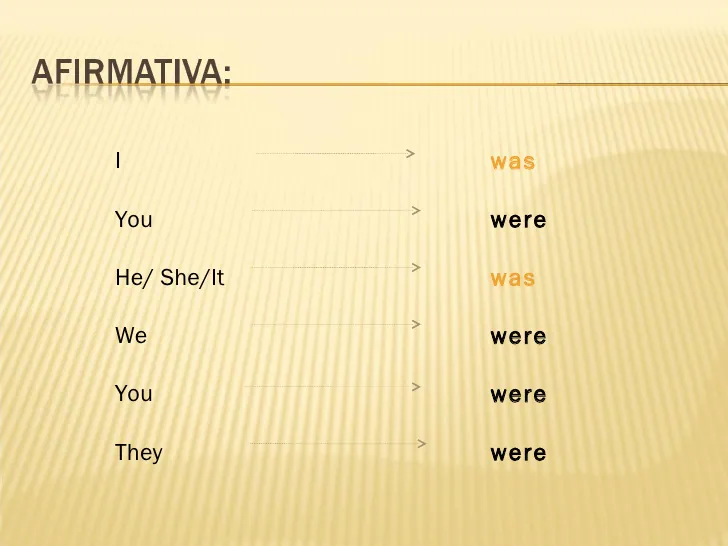 AFIRMATIVA:
I was
You were
He/ She/It was
We were
You were
They were